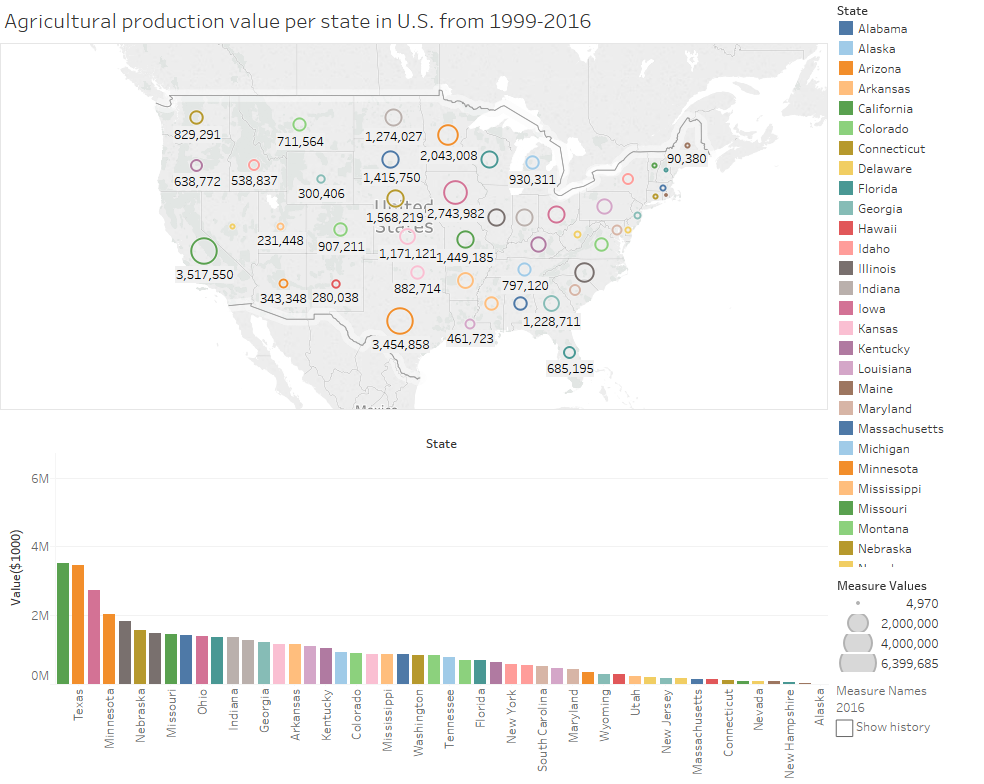 Agricultural production value per state in U.S. from 1999-2016
829,291
711,564
1,274,027
2,043,008
90,380
638,772
538,837
300,406
1,415,750
930,311
United
States
1,568,219
2,743,982
231,448
907,211
1,171,121
1,449,185
3,517,550
343,348
280,038
882,714
797,120
1,228,711
3,454,858
461,723
685,195
State
6M
4M
2M
0M
Value($1000)
Texas
Minnesota
Nebraska
Missouri
Ohio
Indiana
Georgia
Arkansas
Kentucky
Colorado
Mississippi
Washington
Tennessee
Florida
New York
South Carolina
Maryland
Wyoming
Utah
New Jersey
Massachusetts
Connecticut
Nevada
New Hampshire
Alaska
State
Alabama
Alaska
Arizona
Arkansas
California
Colorado
Connecticut
Delaware
Florida
Georgia
Hawaii
Idaho
Illinois
Indiana
Iowa
Kansas
Kentucky
Louisiana
Maine
Maryland
Massachusetts
Michigan
Minnesota
Mississippi
Missouri
Montana
Nebraska
Measure Values
4,970
2,000,000
4,000,000
6,399,685
Measure Names
2016
Show history